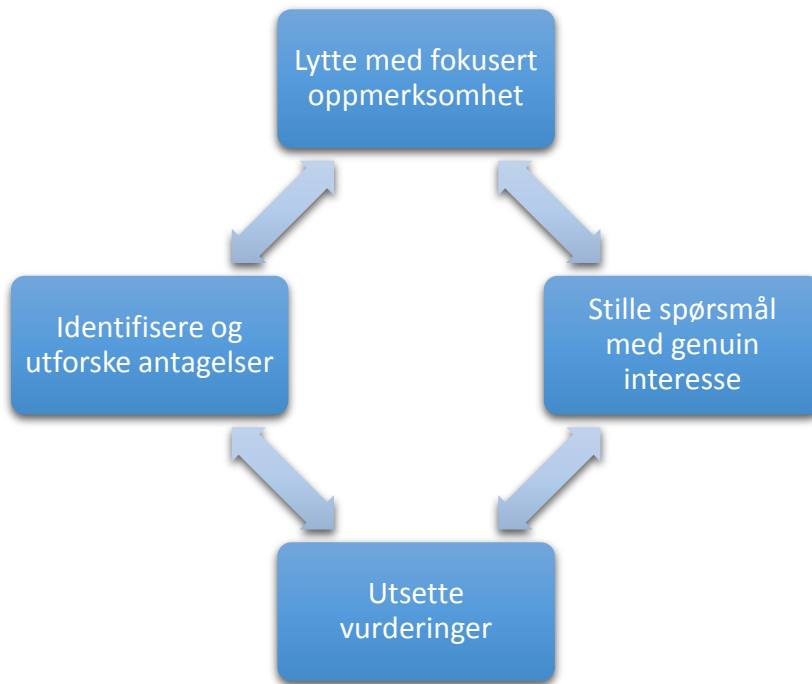 Lytte med fokusert
oppmerksomhet
Identifisere og
utforske antagelser
Stille spørsmål
med genuin
interesse
Utsette
vurderinger